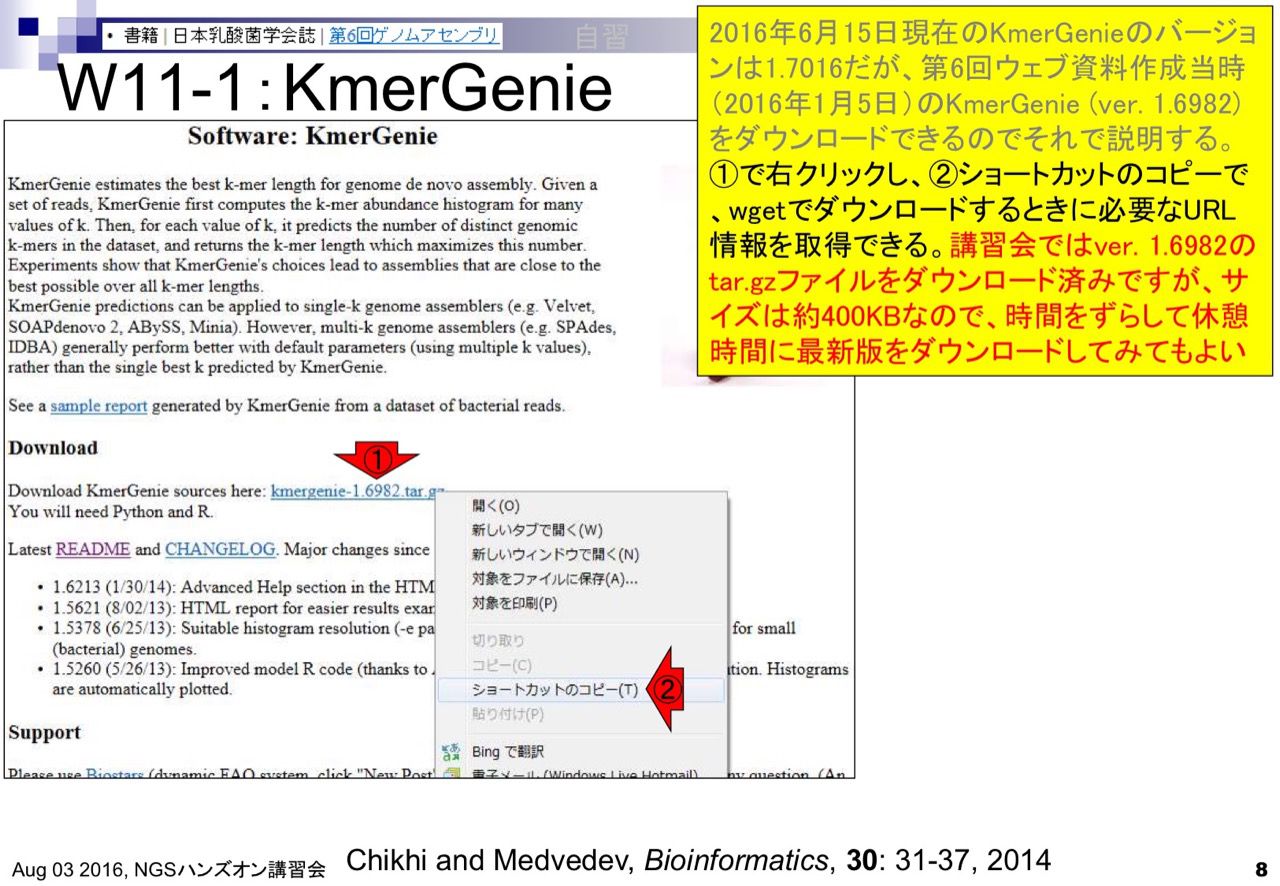 • 書籍 | 日本乳酸菌学会誌 | 第6回ゲノムアセンブリ
自習
W11-1:KmerGenie
2016年6月15日現在のKmerGenieのバージョ
ンは1.7016だが、第6回ウェブ資料作成当時
(2016年1月5日)のKmerGenie (ver. 1.6982)
をダウンロードできるのでそれで説明する。
①で右クリックし、②ショートカットのコピーで
、wgetでダウンロードするときに必要なURL
情報を取得できる。講習会ではver. 1.6982の
tar.gzファイルをダウンロード済みですが、サ
イズは約400KBなので、時間をずらして休憩
時間に最新版をダウンロードしてみてもよい
Software: KmerGenie
KmerGenie estimates the best k-mer length for genome de novo assembly. Given a
set of reads, KmerGenie first computes the k-mer abundance histogram for many
values of k. Then, for each value of k, it predicts the number of distinct genomic
k-mers in the dataset, and returns the k-mer length which maximizes this number.
Experiments show that KmerGenie's choices lead to assemblies that are close to the
best possible over all k-mer lengths.
KmerGenie predictions can be applied to single-k genome assemblers (e.g. Velvet,
SOAPdenovo 2, ABySS, Minia). However, multi-k genome assemblers (e.g. SPAdes,
IDBA) generally perform better with default parameters (using multiple k values),
rather than the single best k predicted by KmerGenie.
See a sample report generated by KmerGenie from a dataset of bacterial reads.
Download
①
Download KmerGenie sources here: kmergenie-1.6982.tar.gz
You will need Python and R.
Latest README and CHANGELOG. Major changes since
• 1.6213 (1/30/14): Advanced Help section in the HTM
• 1.5621 (8/02/13): HTML report for easier results exa
• 1.5378 (6/25/13): Suitable histogram resolution (-e pa for small
(bacterial) genomes.
• 1.5260 (5/26/13): Improved model R code (thanks to tion. Histograms
are automatically plotted.
Support
Please use Biostars (dynamic FAQ system, click "New Post" ny question. (An
開く(O)
新しいタブで開く(W)
新しいウィンドウで開く(N)
対象をファイルに保存(A)...
対象を印刷(P)
切り取り
コピー(C)
ショートカットのコピー(T)
②
貼り付け(P)
Bing で翻訳
電子メール (Windows Live Hotmail)
Aug 03 2016, NGSハンズオン講習会
Chikhi and Medvedev, Bioinformatics, 30: 31-37, 2014
8